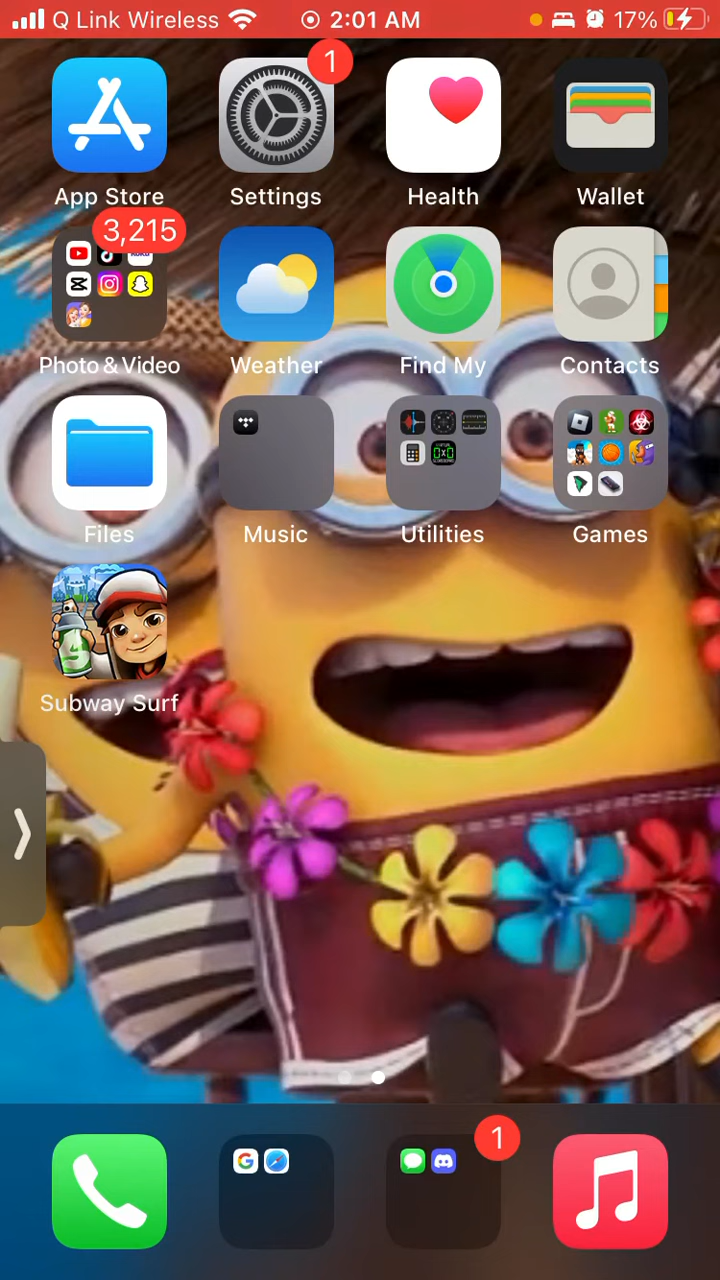 Q Link Wireless 2:01 AM 17%
1
App Store Settings Health Wallet
3,215
Photo & Video Weather Find My Contacts
Files Music Utilities Games
Subway Surf
1